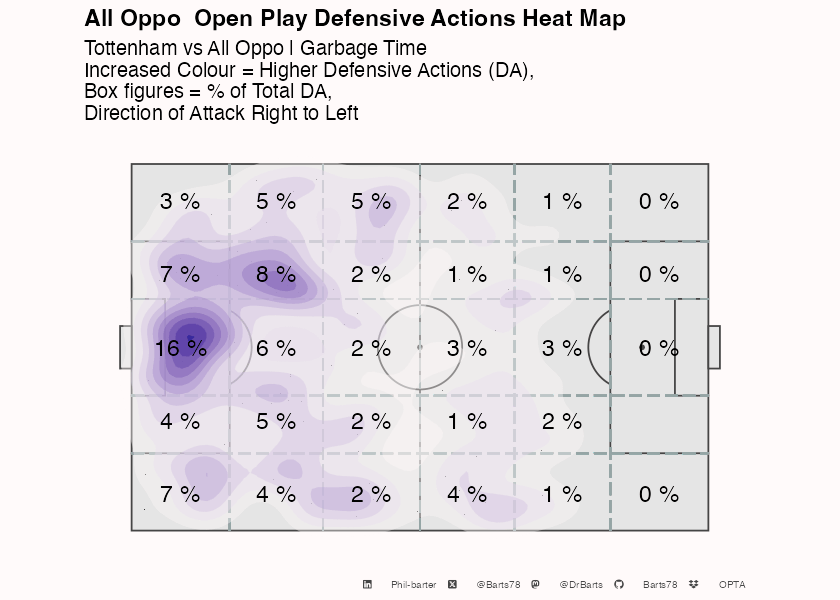 All Oppo  Open Play Defensive Actions Heat Map
Tottenham vs All Oppo | Garbage Time
Increased Colour = Higher Defensive Actions (DA),
Box figures = % of Total DA,
Direction of Attack Right to Left
3 % 5 % 5 % 2 % 1 % 0 %
7 % 8 % 2 % 1 % 1 % 0 %
16 % 6 % 2 % 3 % 3 % 0 %
4 % 5 % 2 % 1 % 2 %
7 % 4 % 2 % 4 % 1 % 0 %
Phil-barter @Barts78 @DrBarts Barts78 OPTA